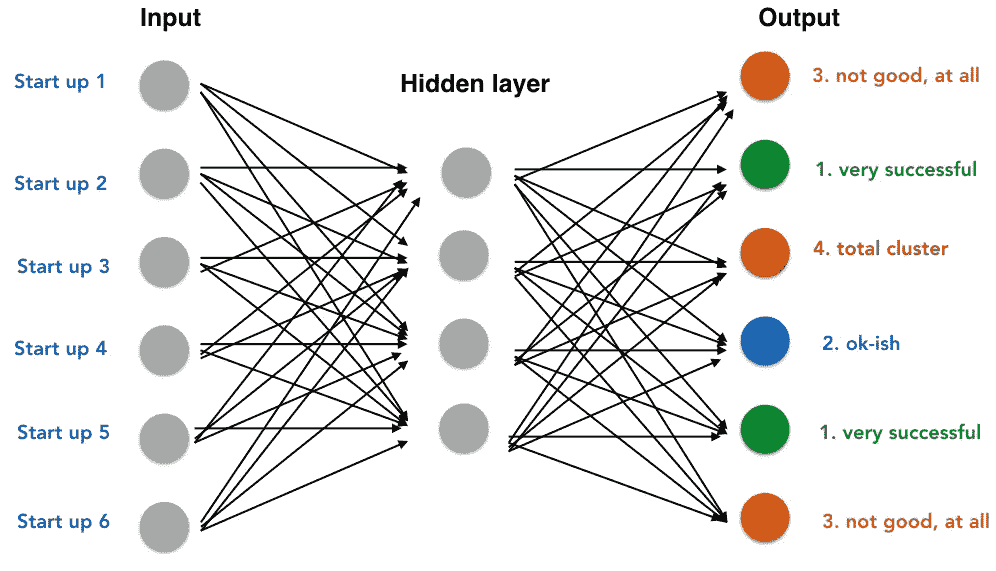 Input
Output
Hidden layer
Start up 1
Start up 2
Start up 3
Start up 4
Start up 5
Start up 6
3. not good, at all
1. very successful
4. total cluster
2. ok-ish
1. very successful
3. not good, at all